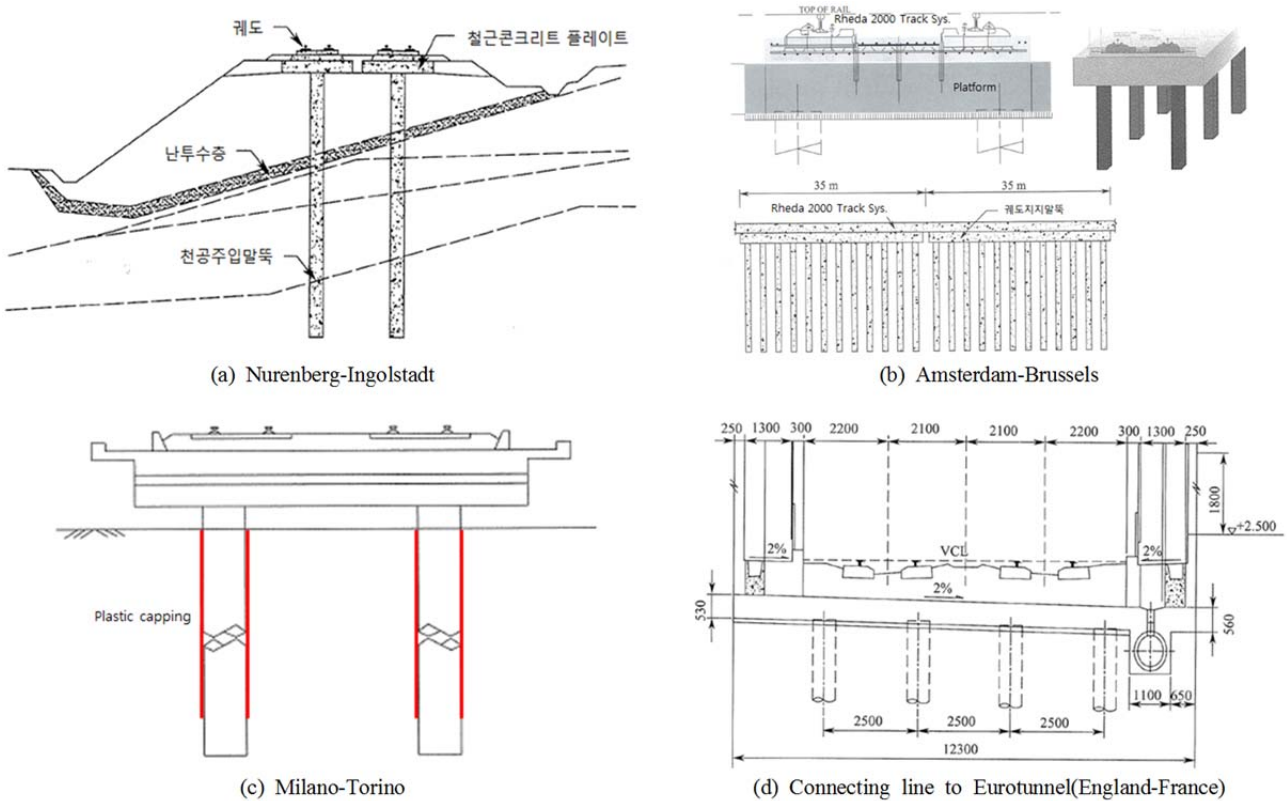 궤도
철근콘크리트 플레이트
난투수층
천공주입말뚝
(a) Nurenberg-Ingolstadt
TOP OF RAIL
Rheda 2000 Track Sys.
Platform
35 m 35 m
Rheda 2000 Track Sys. 궤도지지말뚝
(b) Amsterdam-Brussels
Plastic capping
(c) Milano-Torino
250 1300 300 2200 2100 2100 2200 300 1300 250
1800
+2.500
2% VCL 2%
2%
530
560
1100 650
2500 2500 2500
12300
(d) Connecting line to Eurotunnel(England-France)